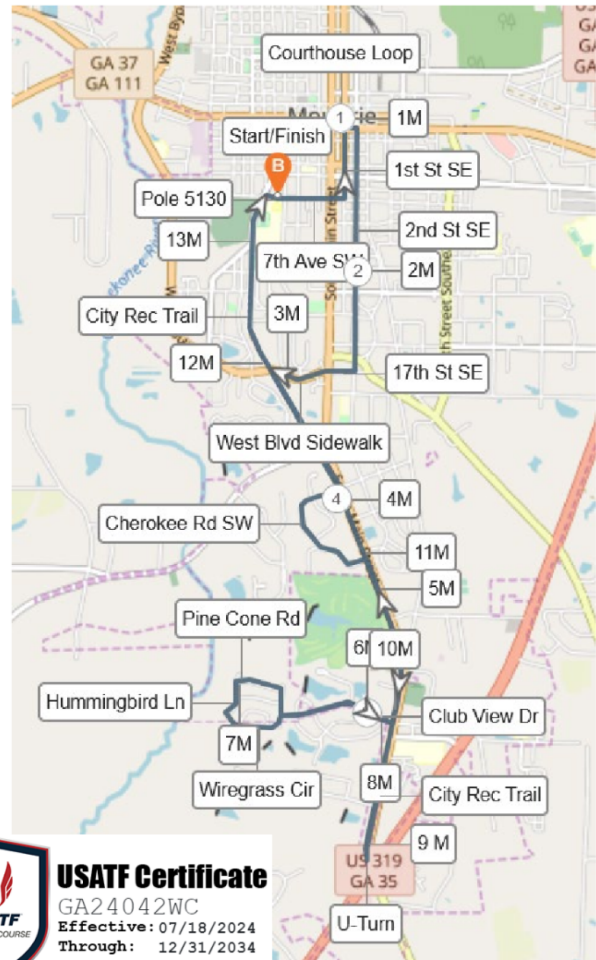 Courthouse Loop
GA 37
GA 111
West Byp
1
1M
Start/Finish
B
1st St SE
Pole 5130
13M
2nd St SE
7th Ave SW
2
2M
3M
City Rec Trail
12M
17th St SE
West Blvd Sidewalk
4
4M
Cherokee Rd SW
11M
5M
Pine Cone Rd
10M
Hummingbird Ln
Club View Dr
7M
Wiregrass Cir
8M
City Rec Trail
9 M
US 319
GA 35
U-Turn
USATF Certificate
GA24042WC
Effective: 07/18/2024
Through: 12/31/2034